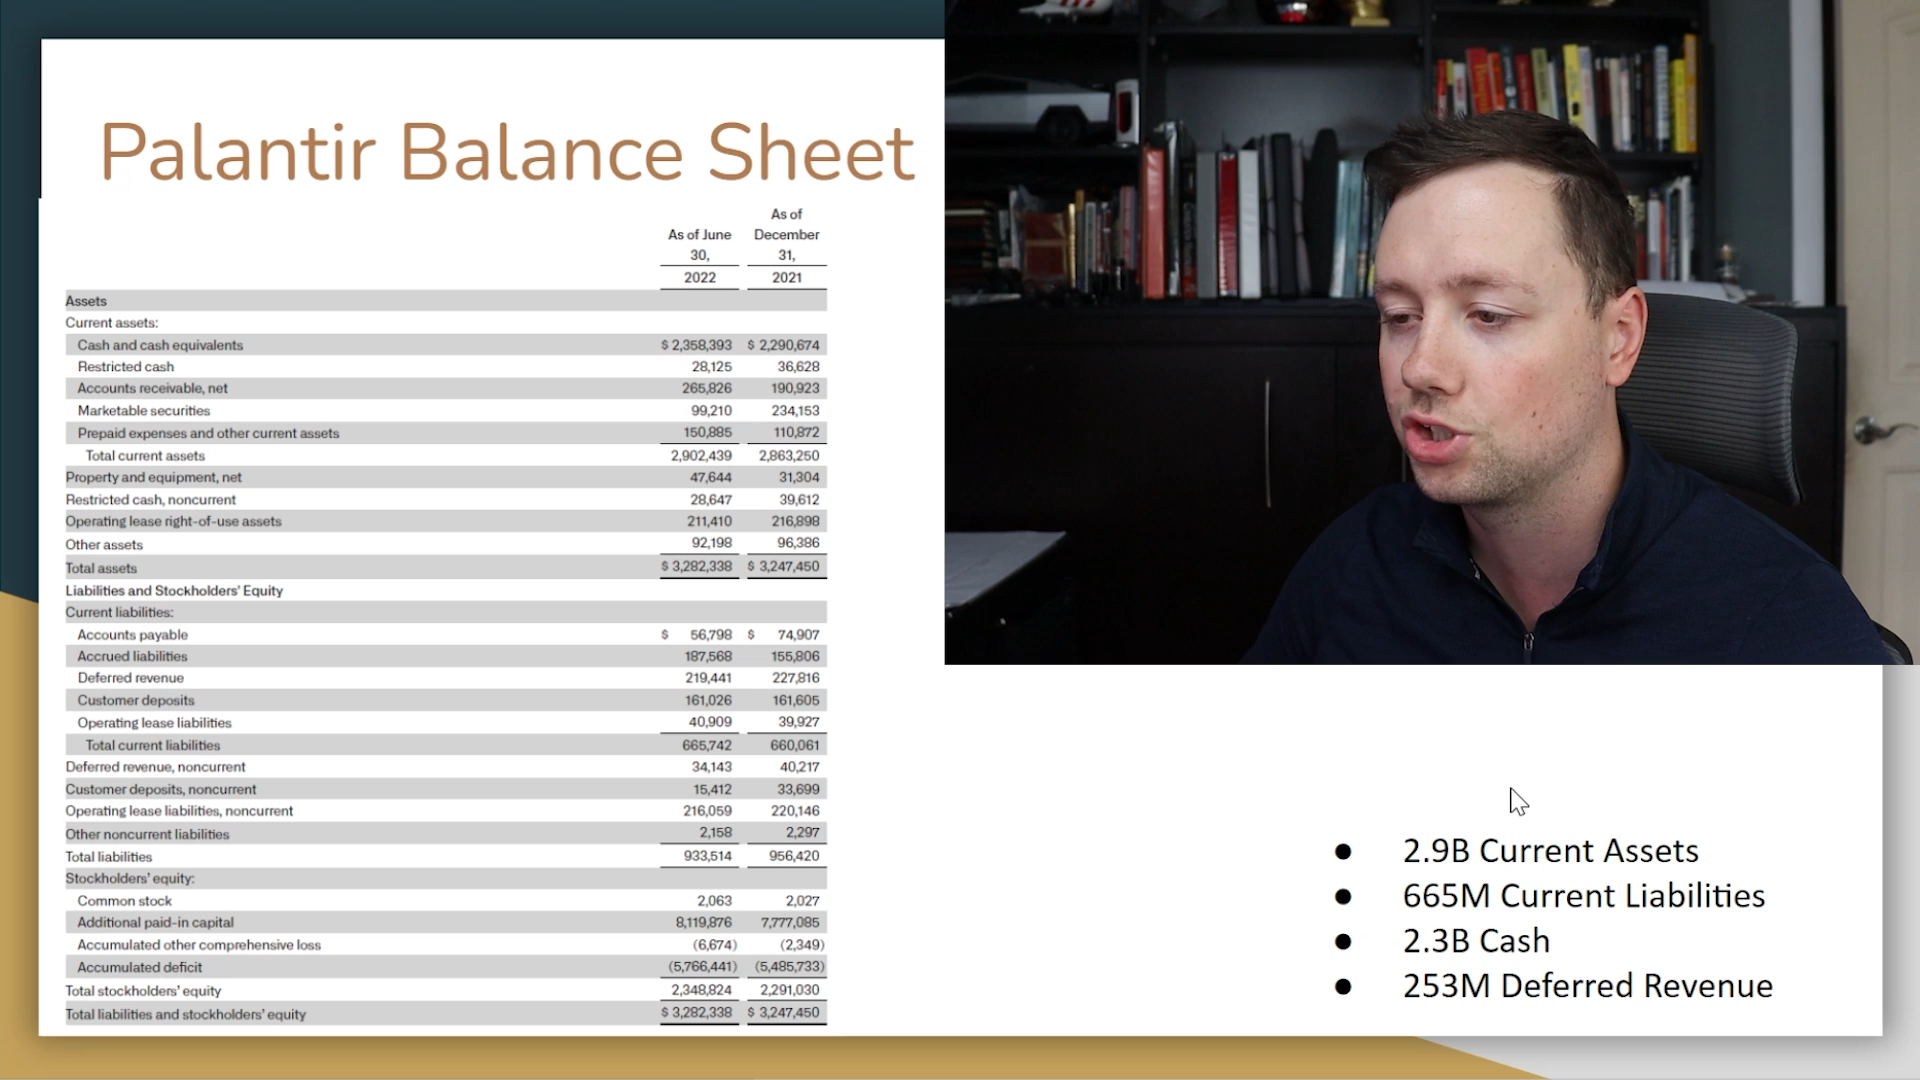 Palantir Balance Sheet
As of June
30,
2022
As of
December
31,
2021
Assets
Current assets:
Cash and cash equivalents $ 2,358,393 $ 2,290,674
Restricted cash 28,125 36,628
Accounts receivable, net 265,826 190,923
Marketable securities 99,210 234,153
Prepaid expenses and other current assets 150,885 110,872
Total current assets 2,902,439 2,863,250
Property and equipment, net 47,644 31,304
Restricted cash, noncurrent 28,647 39,612
Operating lease right-of-use assets 211,410 216,898
Other assets 92,198 96,386
Total assets $ 3,282,338 $ 3,247,450
Liabilities and Stockholders' Equity
Current liabilities:
Accounts payable $ 56,798 $ 74,907
Accrued liabilities 187,568 155,806
Deferred revenue 219,441 227,816
Customer deposits 161,026 161,605
Operating lease liabilities 40,909 39,927
Total current liabilities 665,742 660,061
Deferred revenue, noncurrent 34,143 40,217
Customer deposits, noncurrent 15,412 33,699
Operating lease liabilities, noncurrent 216,059 220,146
Other noncurrent liabilities 2,158 2,297
Total liabilities 933,514 956,420
Stockholders' equity:
Common stock 2,063 2,027
Additional paid-in capital 8,119,876 7,777,085
Accumulated other comprehensive loss (6,674) (2,349)
Accumulated deficit (5,766,441) (5,485,733)
Total stockholders' equity 2,348,824 2,291,030
Total liabilities and stockholders' equity $ 3,282,338 $ 3,247,450
● 2.9B Current Assets
● 665M Current Liabilities
● 2.3B Cash
● 253M Deferred Revenue